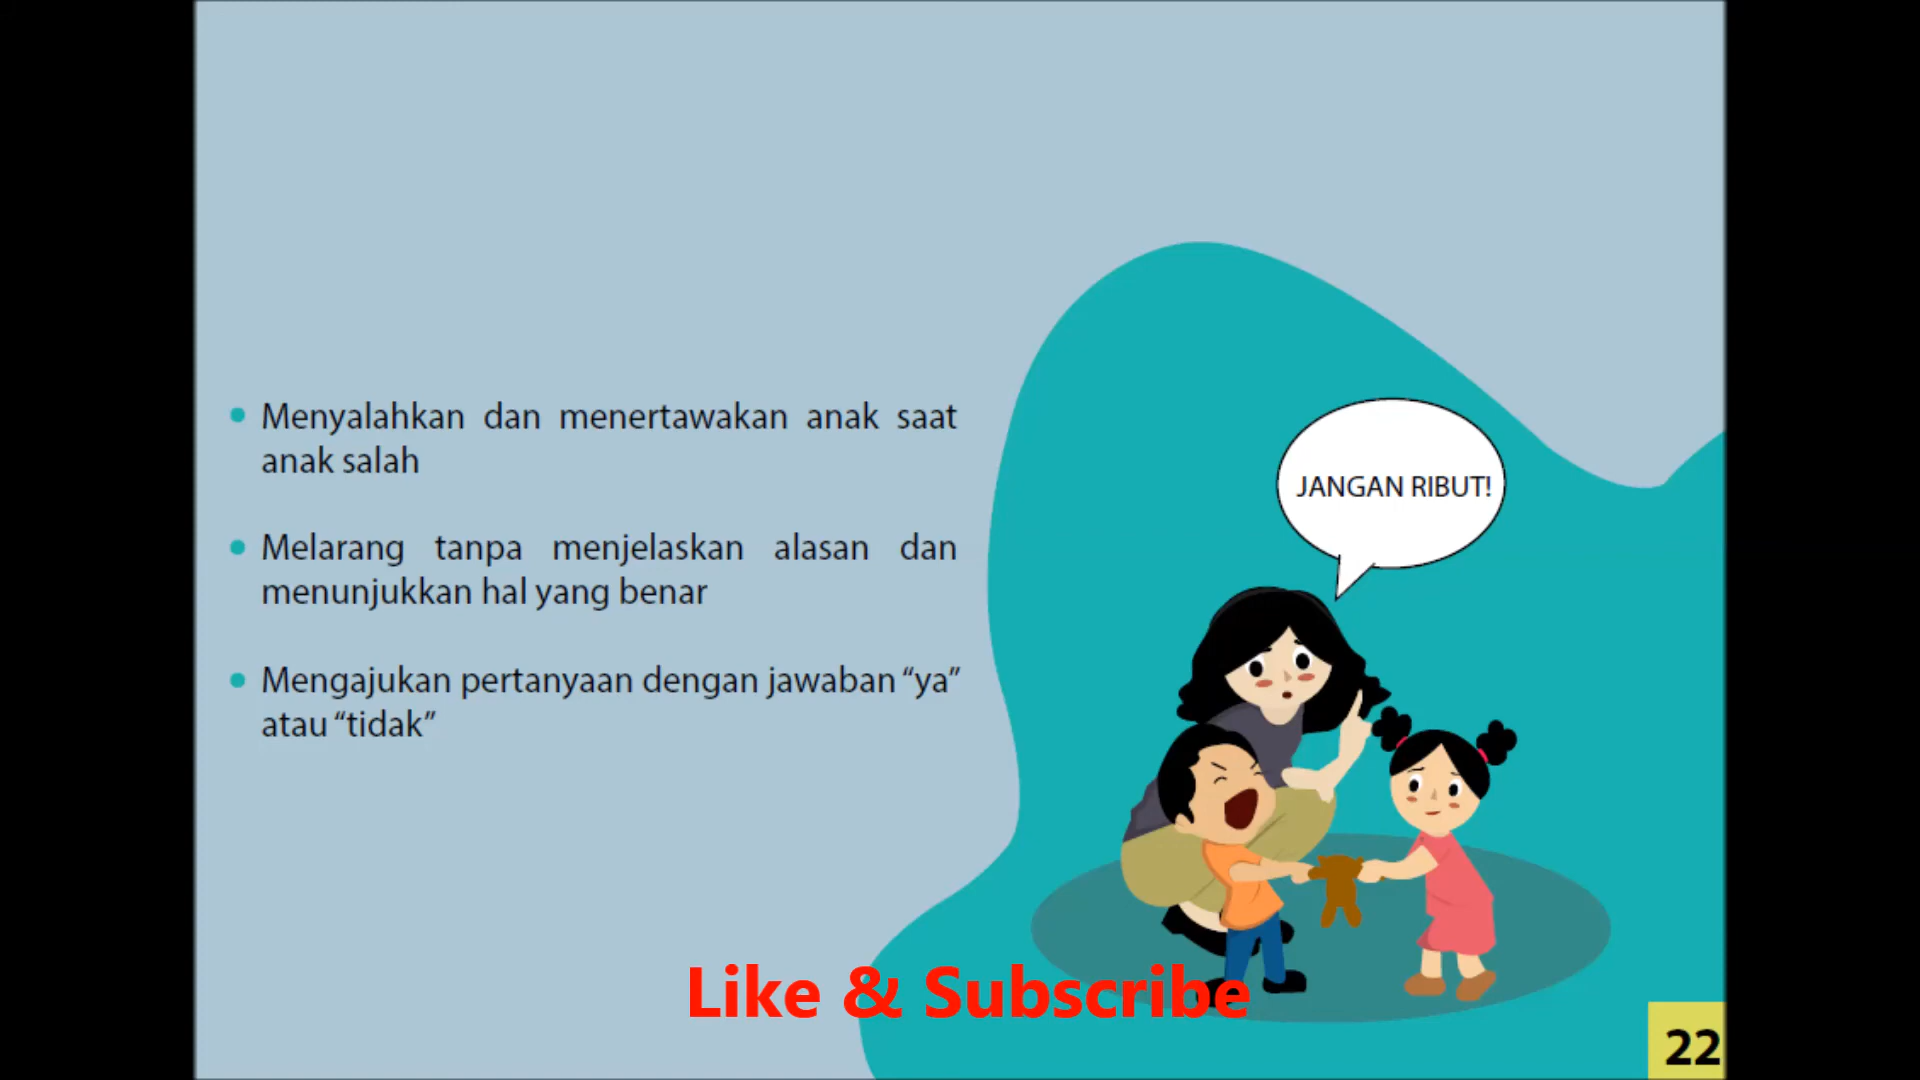 Menyalahkan dan menertawakan anak saat
anak salah
Melarang tanpa menjelaskan alasan dan
menunjukkan hal yang benar
Mengajukan pertanyaan dengan jawaban “ya”
atau “tidak”
JANGAN RIBUT!
Like & Subscribe
22